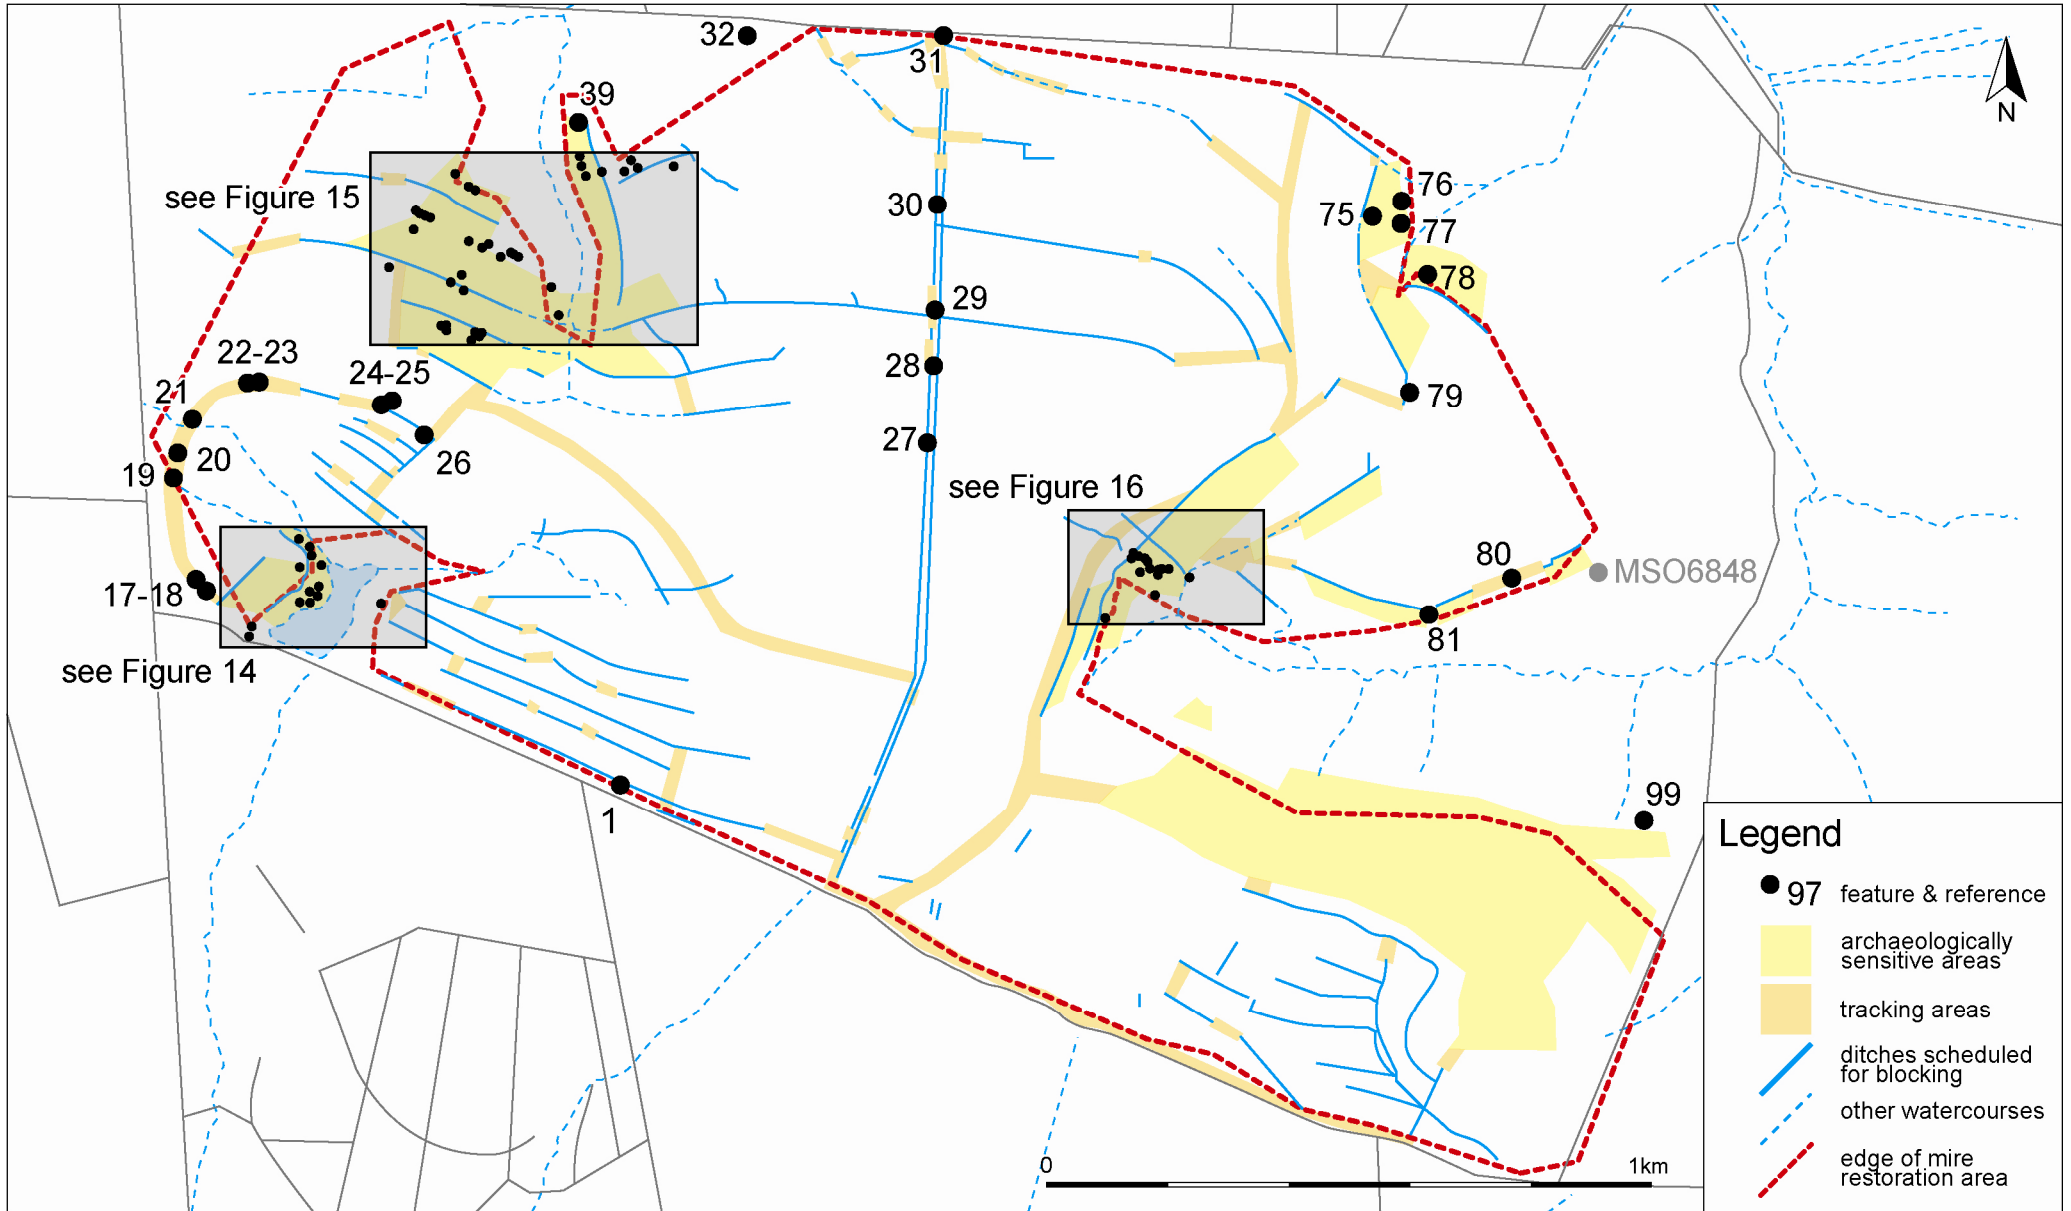 32
31
39
see Figure 15
30
75
76
77
78
29
22-23
24-25
28
21
79
20
26
27
19
see Figure 16
17-18
80
MSO6848
81
see Figure 14
1
99
N
Legend
97 feature & reference
archaeologically
sensitive areas
tracking areas
ditches scheduled
for blocking
other watercourses
edge of mire
restoration area
0
1km